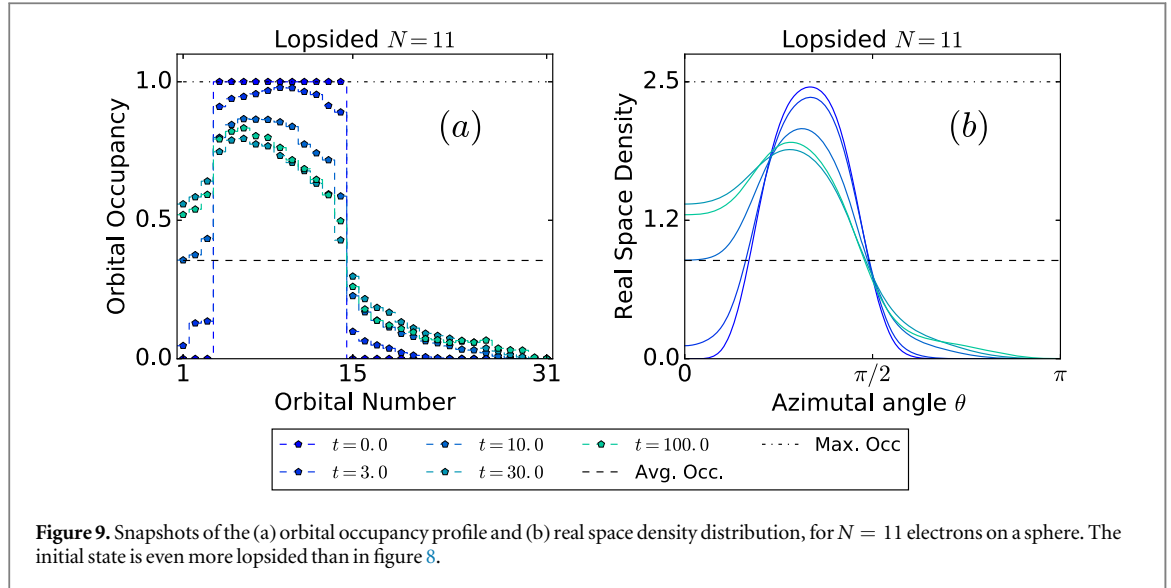 Lopsided N = 11
Orbital Occupancy
1.0
0.5
0.0
(a)
1
15
31
Orbital Number
Lopsided N = 11
Real Space Density
2.5
1.2
0.0
(b)
0
π/2
π
Azimutal angle θ
t = 0.0
t = 10.0
t = 100.0
Max. Occ
t = 3.0
t = 30.0
Avg. Occ.
Figure 9. Snapshots of the (a) orbital occupancy profile and (b) real space density distribution, for N = 11 electrons on a sphere. The
initial state is even more lopsided than in figure 8.